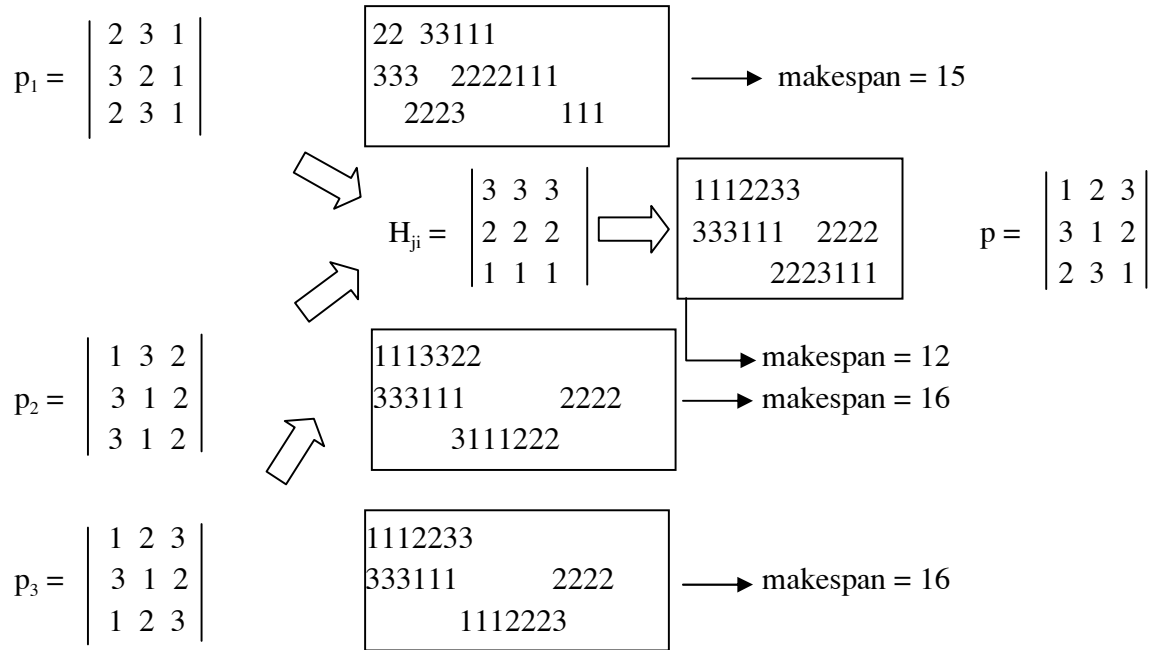 2 3 1
p1 = 3 2 1
2 3 1
22 33111
333 2222111
2223 111
makespan = 15
3 3 3
Hji = 2 2 2
1 1 1
1112233
333111 2222
2223111
1 2 3
p = 3 1 2
2 3 1
makespan = 12
1 3 2
p2 = 3 1 2
3 1 2
1113322
333111 2222
3111222
makespan = 16
1 2 3
p3 = 3 1 2
1 2 3
1112233
333111 2222
1112223
makespan = 16